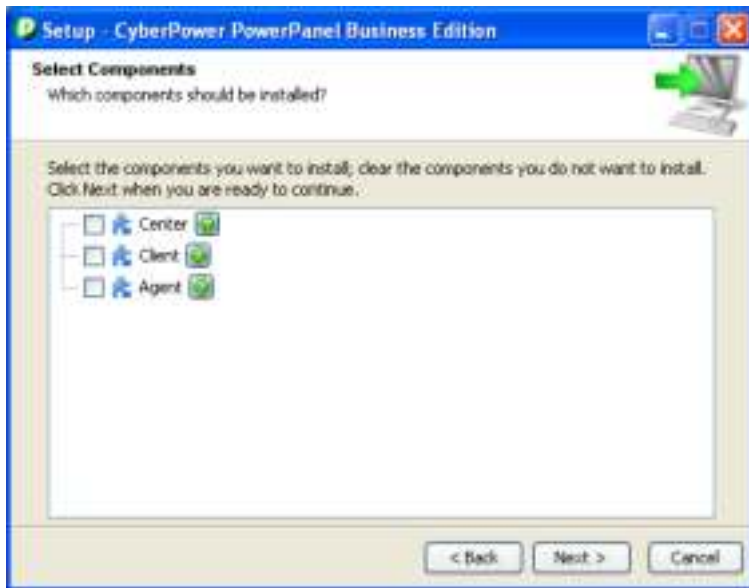 Setup - CyberPower PowerPanel Business Edition
Select Components
Which components should be installed?
Select the components you want to install; clear the components you do not want to install.
Click Next when you are ready to continue.
Center
Client
Agent
< Back
Next >
Cancel